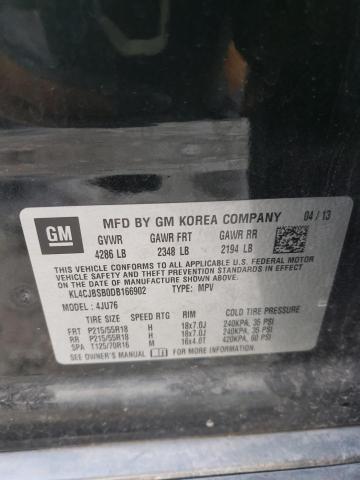 GM
MFD BY GM KOREA COMPANY 04 / 13
GVWR GAWR FRT GAWR RR
4286 LB 2348 LB 2194 LB
THIS VEHICLE CONFORMS TO ALL APPLICABLE U.S. FEDERAL MOTOR
VEHICLE SAFETY AND THEFT PREVENTION STANDARDS IN EFFECT ON
THE DATE OF MANUFACTURE SHOWN ABOVE.
KL4CJBSB0DB166902 TYPE: MPV
MODEL : 4JU76
TIRE SIZE SPEED RTG RIM COLD TIRE PRESSURE
FRT P215/55R18 H 18x7.0J 240KPA, 35 PSI
RR P215/55R18 H 18x7.0J 240KPA, 35 PSI
SPA T125/70R16 M 16x4.0T 420KPA, 60 PSI
SEE OWNER'S MANUAL FOR ADDITIONAL INFORMATION.